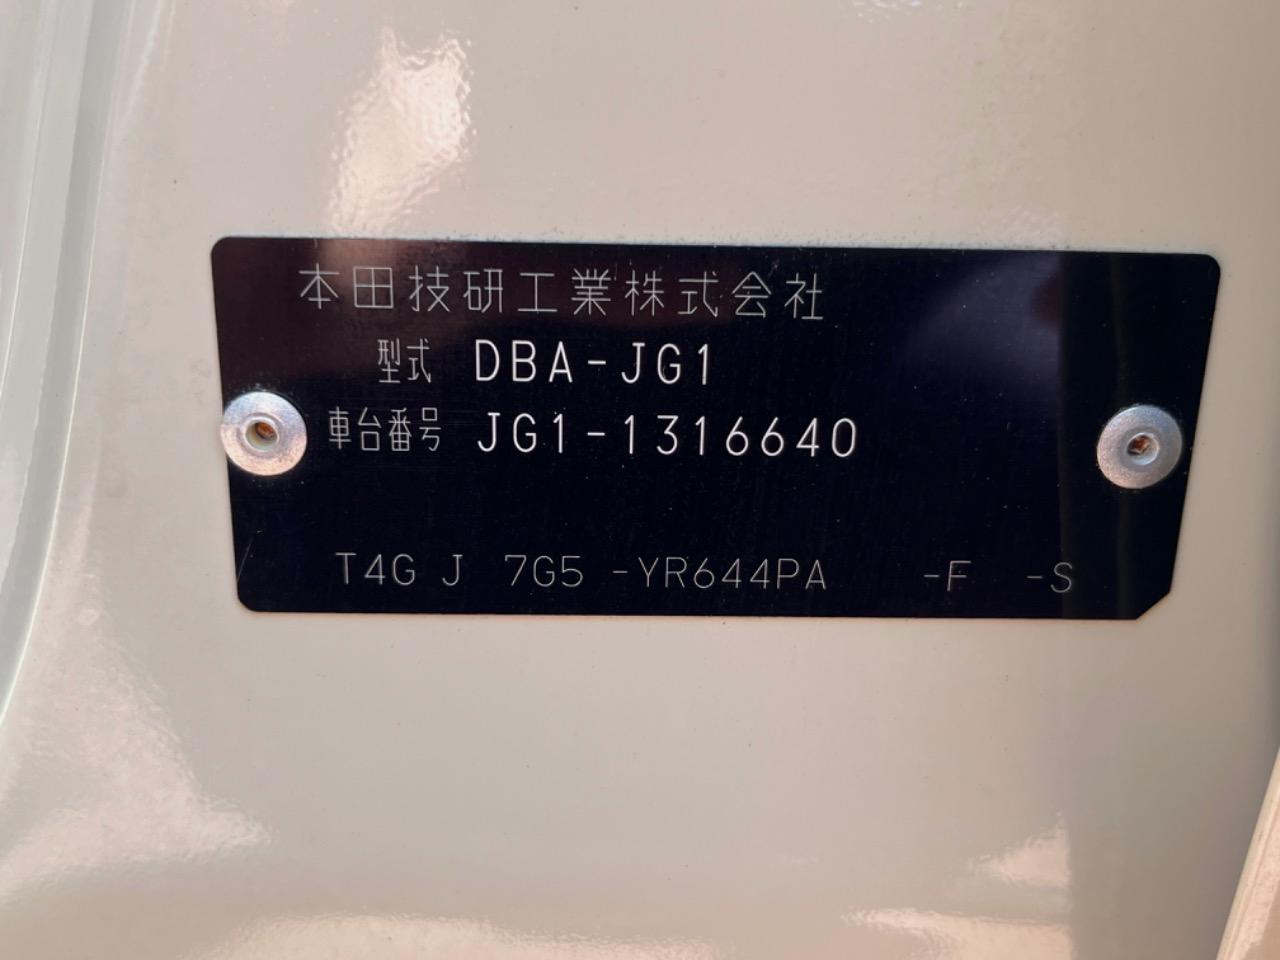 本田技研工業株式会社
型式 DBA-JG1
車台番号 JG1-1316640
T4G J 7G5 -YR644PA -F -S